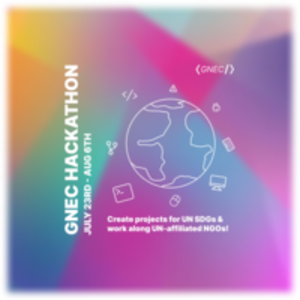 <GNEC/>
</>
GNEC HACKATHON
JULY 23RD - AUG 6TH
>_
Create projects for UN SDGs &
work along UN-affiliated NGOs!